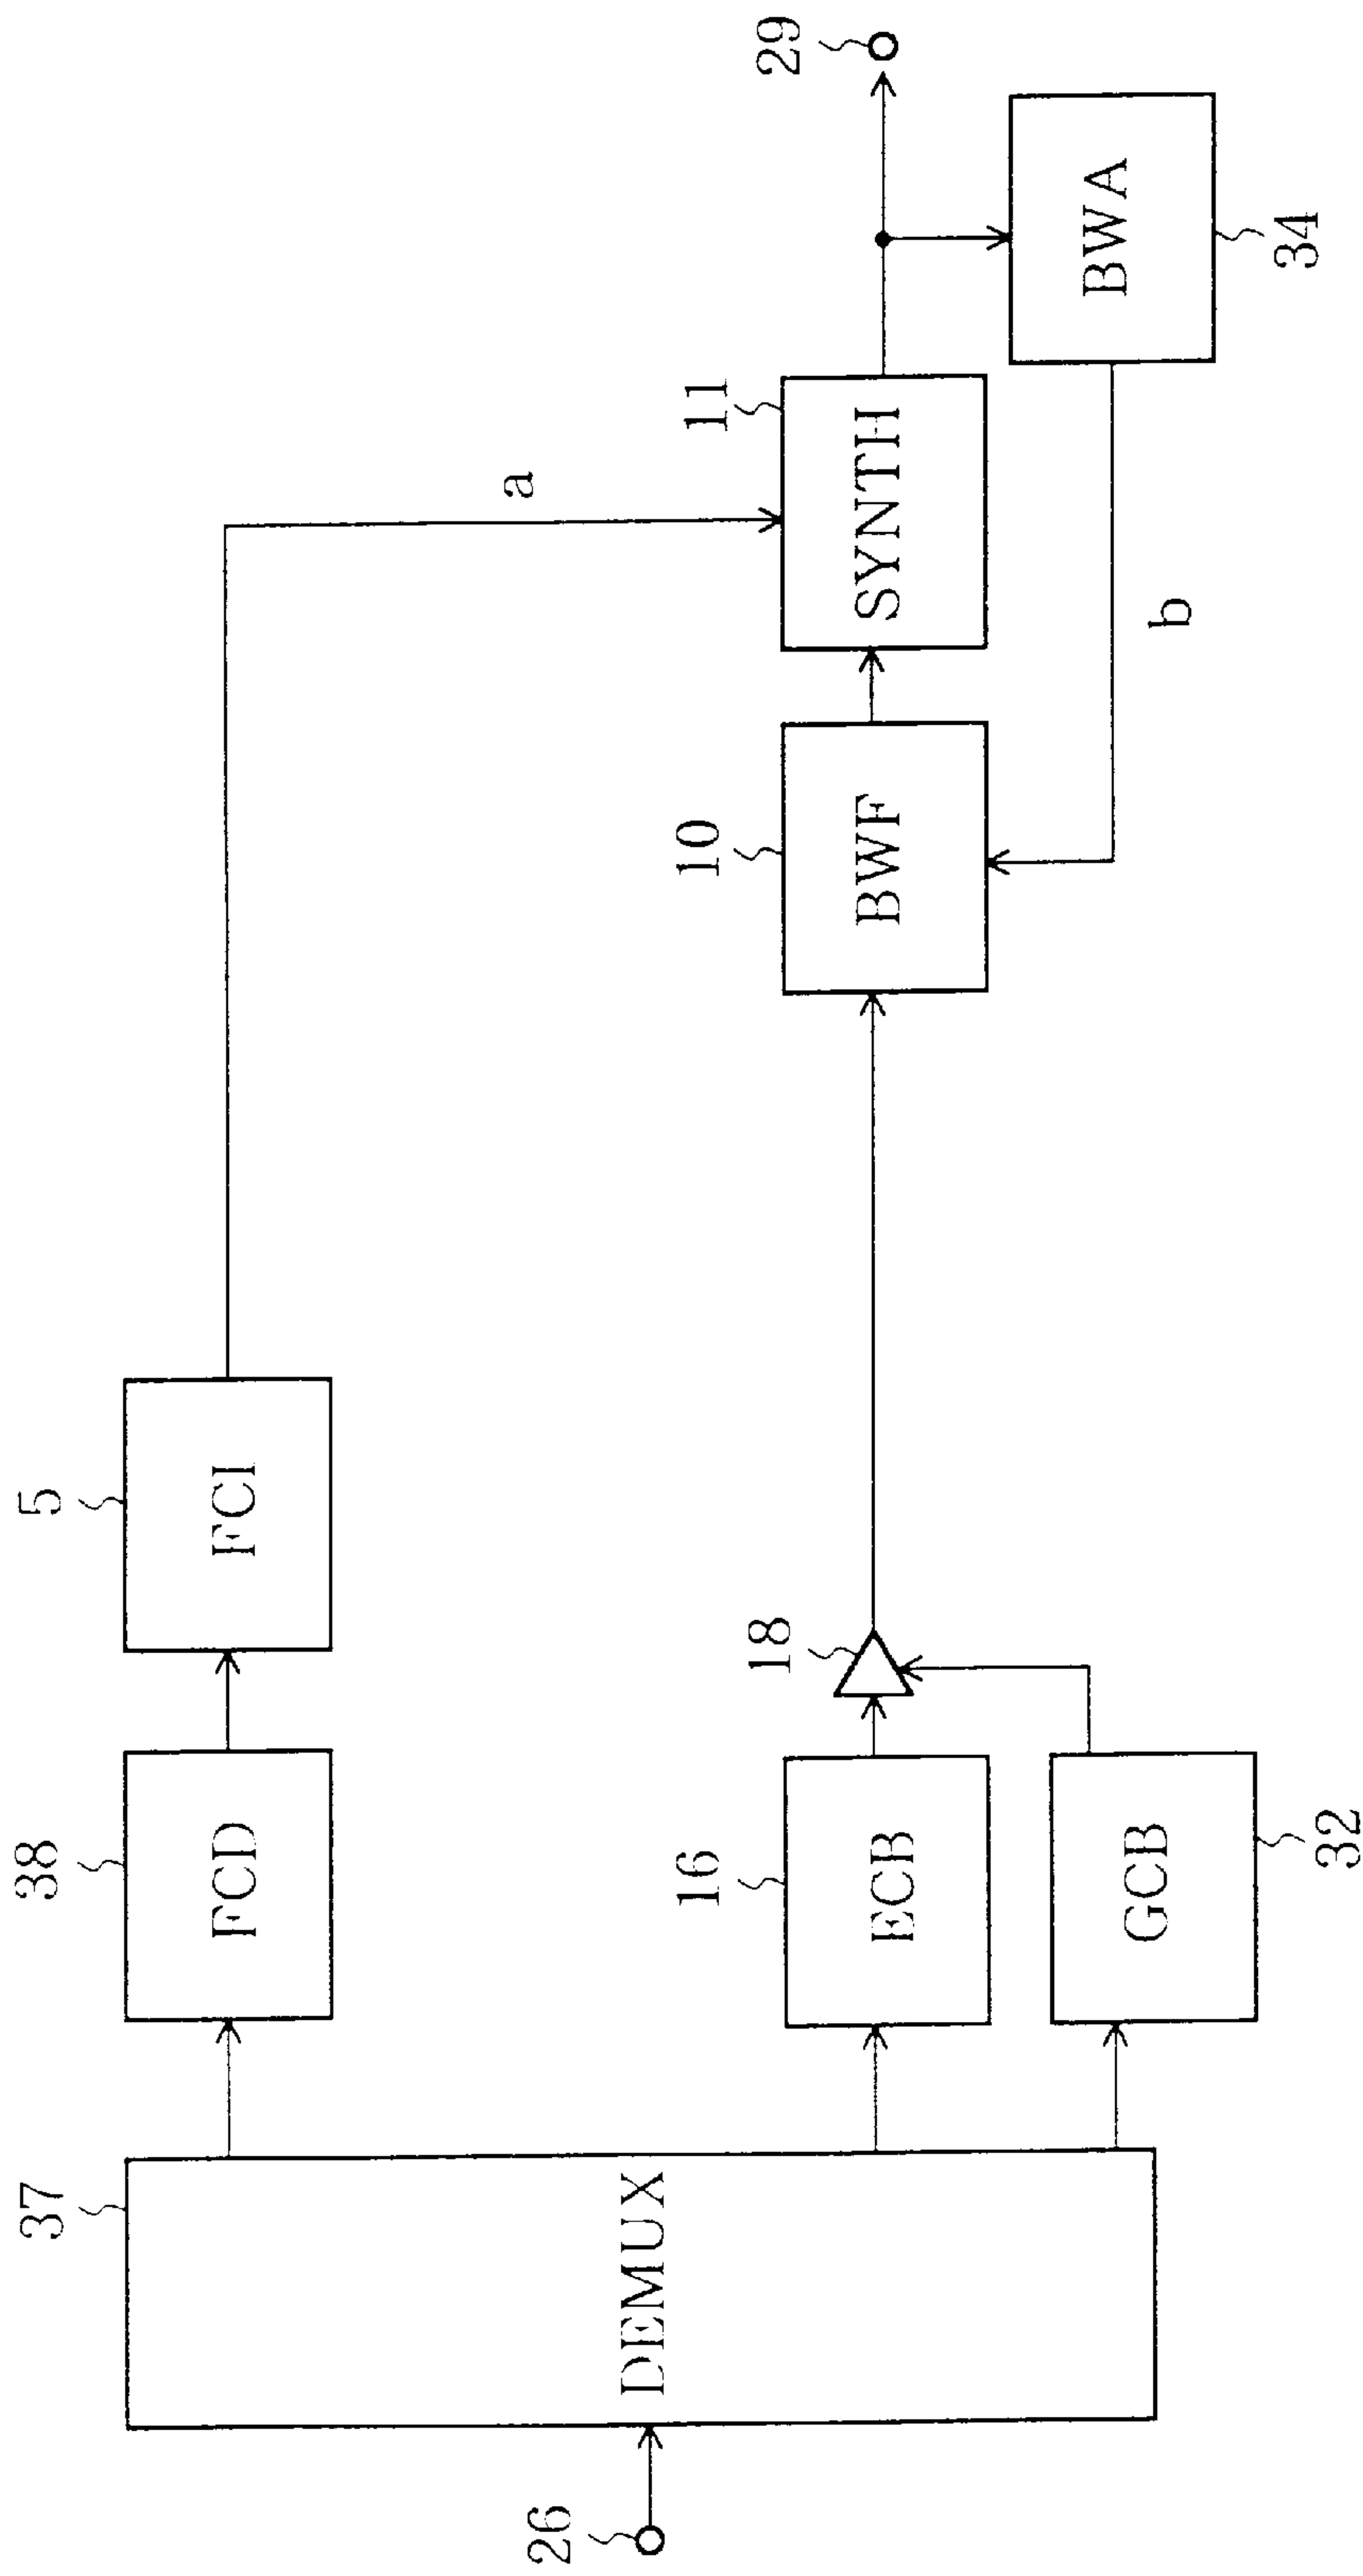 26
37
DEMUX
38
FCD
5
FCI
a
16
ECB
18
32
GCB
10
BWF
11
SYNTH
29
b
BWA
34